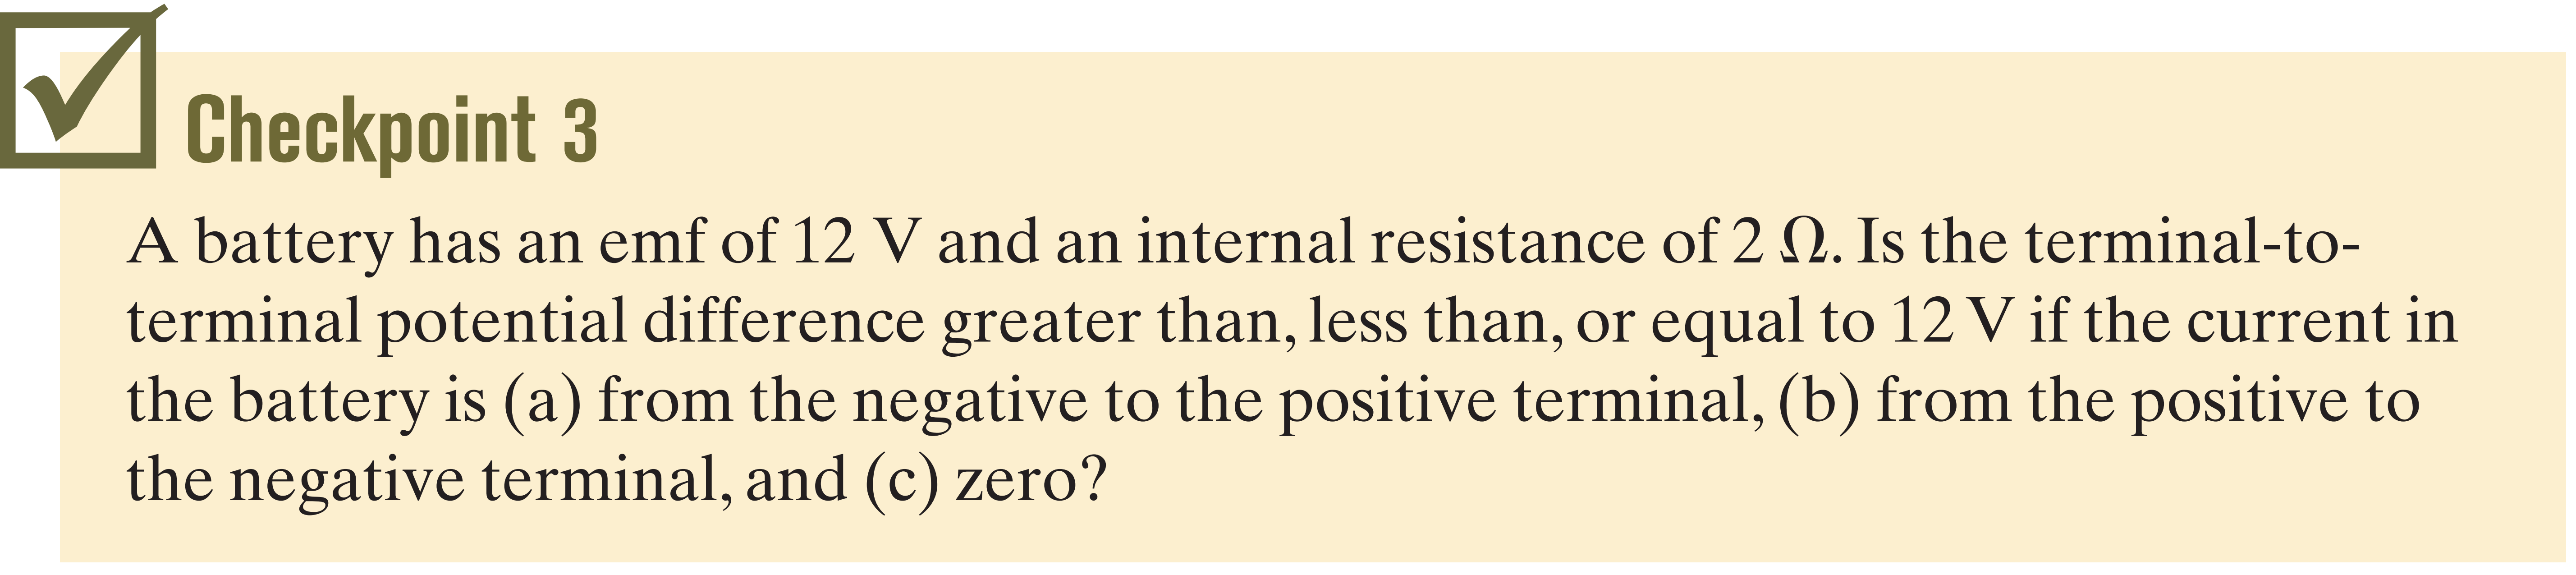 Checkpoint 3
A battery has an emf of 12 V and an internal resistance of 2 Ω. Is the terminal-to-
terminal potential difference greater than, less than, or equal to 12 V if the current in
the battery is (a) from the negative to the positive terminal, (b) from the positive to
the negative terminal, and (c) zero?